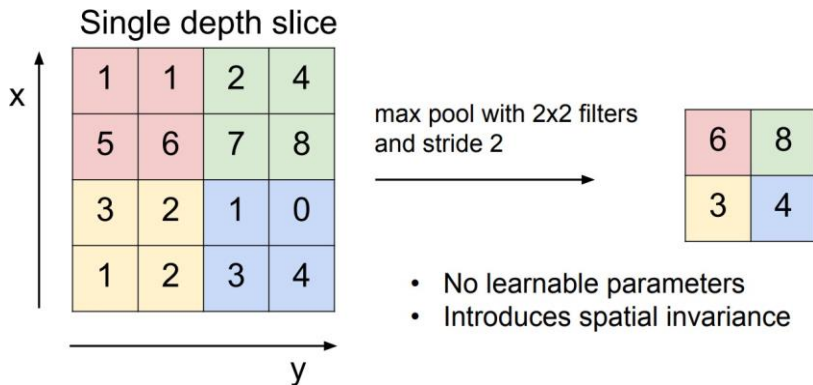 Single depth slice
x
1 1 2 4
5 6 7 8
3 2 1 0
1 2 3 4
y
max pool with 2x2 filters
and stride 2
6 8
3 4
• No learnable parameters
• Introduces spatial invariance